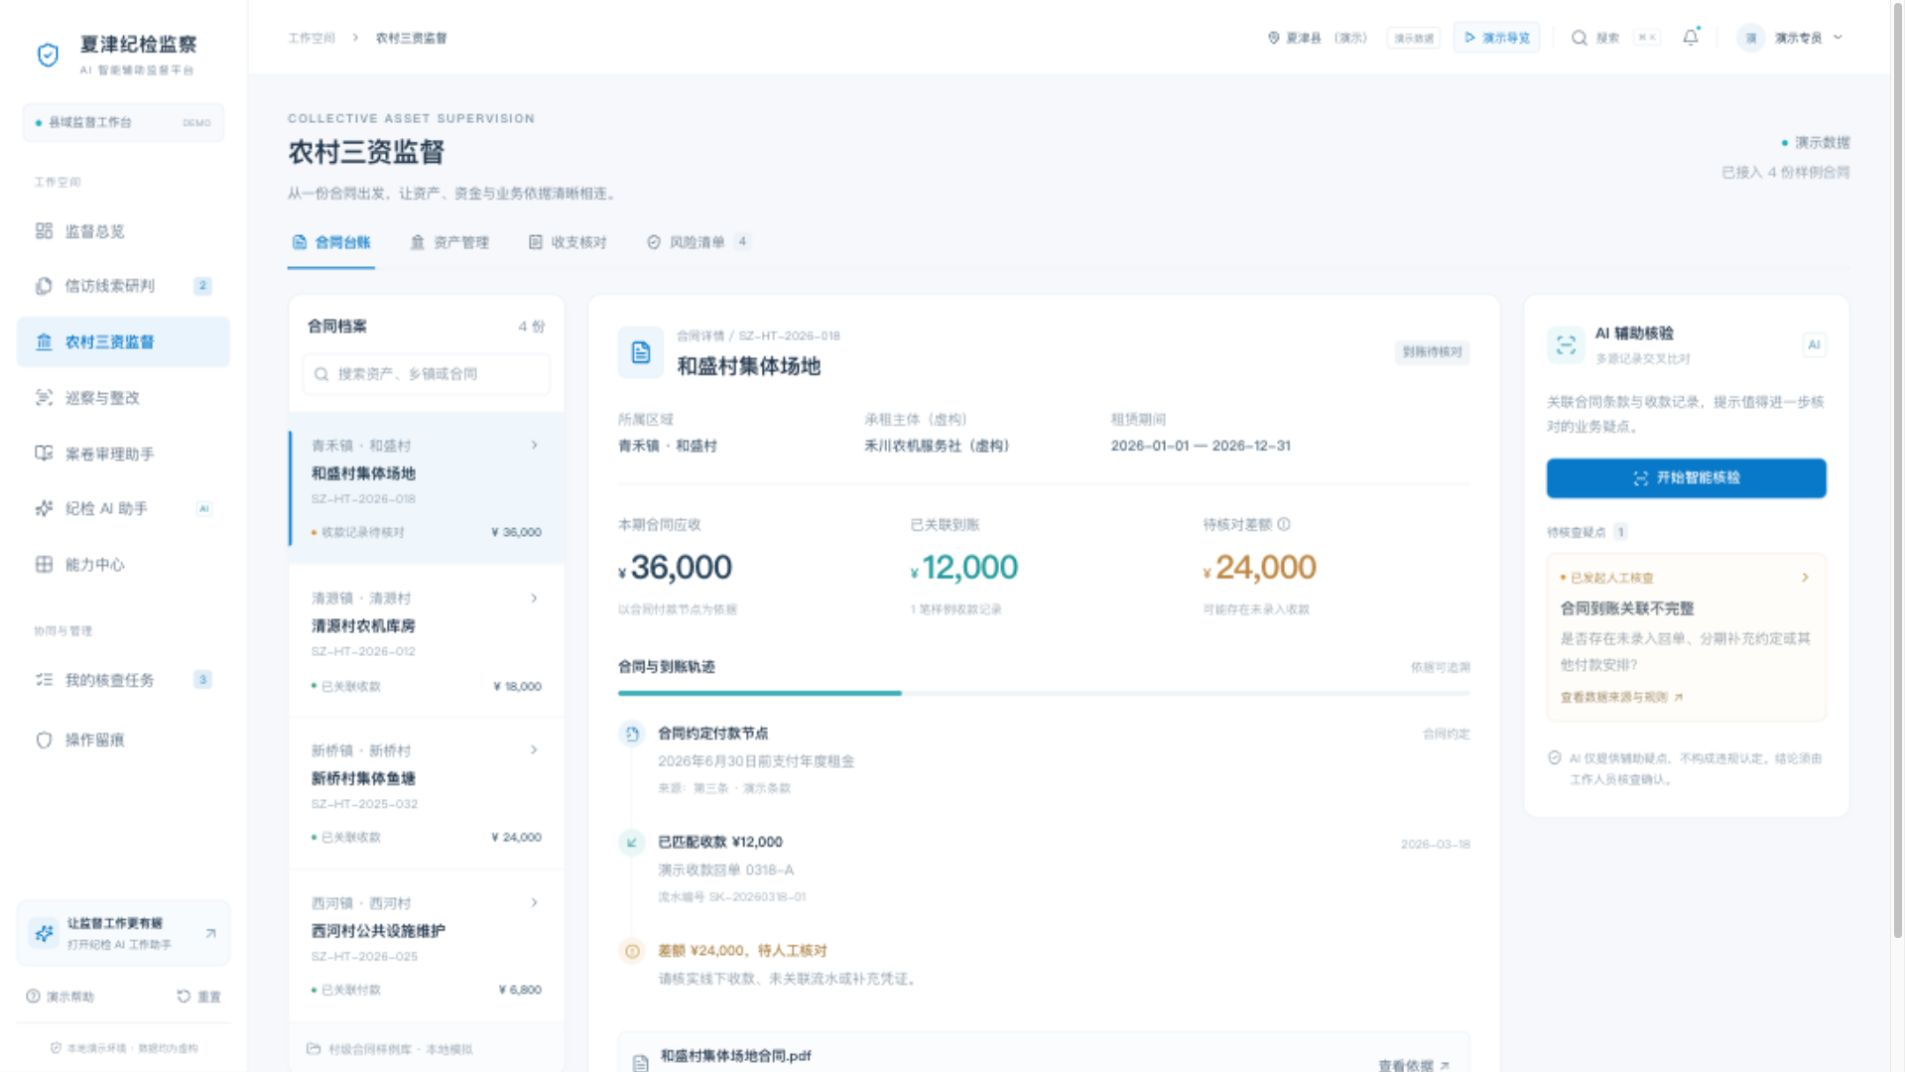 夏津纪检监察
AI 智能辅助监督平台
县域监督工作台 DEMO
工作空间
监督总览
信访线索研判 2
农村三资监督
巡察与整改
案卷审理助手
纪检 AI 助手 AI
能力中心
协同与管理
我的核查任务 3
操作留痕
让监督工作更有据
打开纪检 AI 工作助手
演示帮助 重置
本地演示环境 · 数据均为虚构
工作空间 > 农村三资监督
夏津县 (演示) 演示数据 演示导览 搜索 ⌘ K 演 演示专员
COLLECTIVE ASSET SUPERVISION
农村三资监督
从一份合同出发，让资产、资金与业务依据清晰相连。
演示数据
已接入 4 份样例合同
合同台账 资产管理 收支核对 风险清单 4
合同档案 4 份
搜索资产、乡镇或合同
青禾镇 · 和盛村
和盛村集体场地
SZ-HT-2026-018
收款记录待核对 ¥ 36,000
清源镇 · 清源村
清源村农机库房
SZ-HT-2026-012
已关联收款 ¥ 18,000
新桥镇 · 新桥村
新桥村集体鱼塘
SZ-HT-2025-032
已关联收款 ¥ 24,000
西河镇 · 西河村
西河村公共设施维护
SZ-HT-2026-025
已关联付款 ¥ 6,800
村级合同样例库 · 本地模拟
合同详情 / SZ-HT-2026-018
和盛村集体场地
到账待核对
所属区域 承租主体（虚构） 租赁期间
青禾镇 · 和盛村 禾川农机服务社（虚构） 2026-01-01 — 2026-12-31
本期合同应收 已关联到账 待核对差额
¥ 36,000 ¥ 12,000 ¥ 24,000
以合同付款节点为依据 1 笔样例收款记录 可能存在未录入收款
合同与到账轨迹 依据可追溯
合同约定付款节点 合同约定
2026年6月30日前支付年度租金
来源：第三条 · 演示条款
已匹配收款 ¥12,000 2026-03-18
演示收款回单 0318-A
流水编号 SK-20260318-01
差额 ¥24,000，待人工核对
请核实线下收款、未关联流水或补充凭证。
和盛村集体场地合同.pdf
查看依据
AI 辅助核验 AI
多源记录交叉比对
关联合同条款与收款记录，提示值得进一步核
对的业务疑点。
开始智能核验
待核查疑点 1
已发起人工核查
合同到账关联不完整
是否存在未录入回单、分期补充约定或其
他付款安排？
查看数据来源与规则
AI 仅提供辅助疑点，不构成违规认定，结论须由
工作人员核查确认。